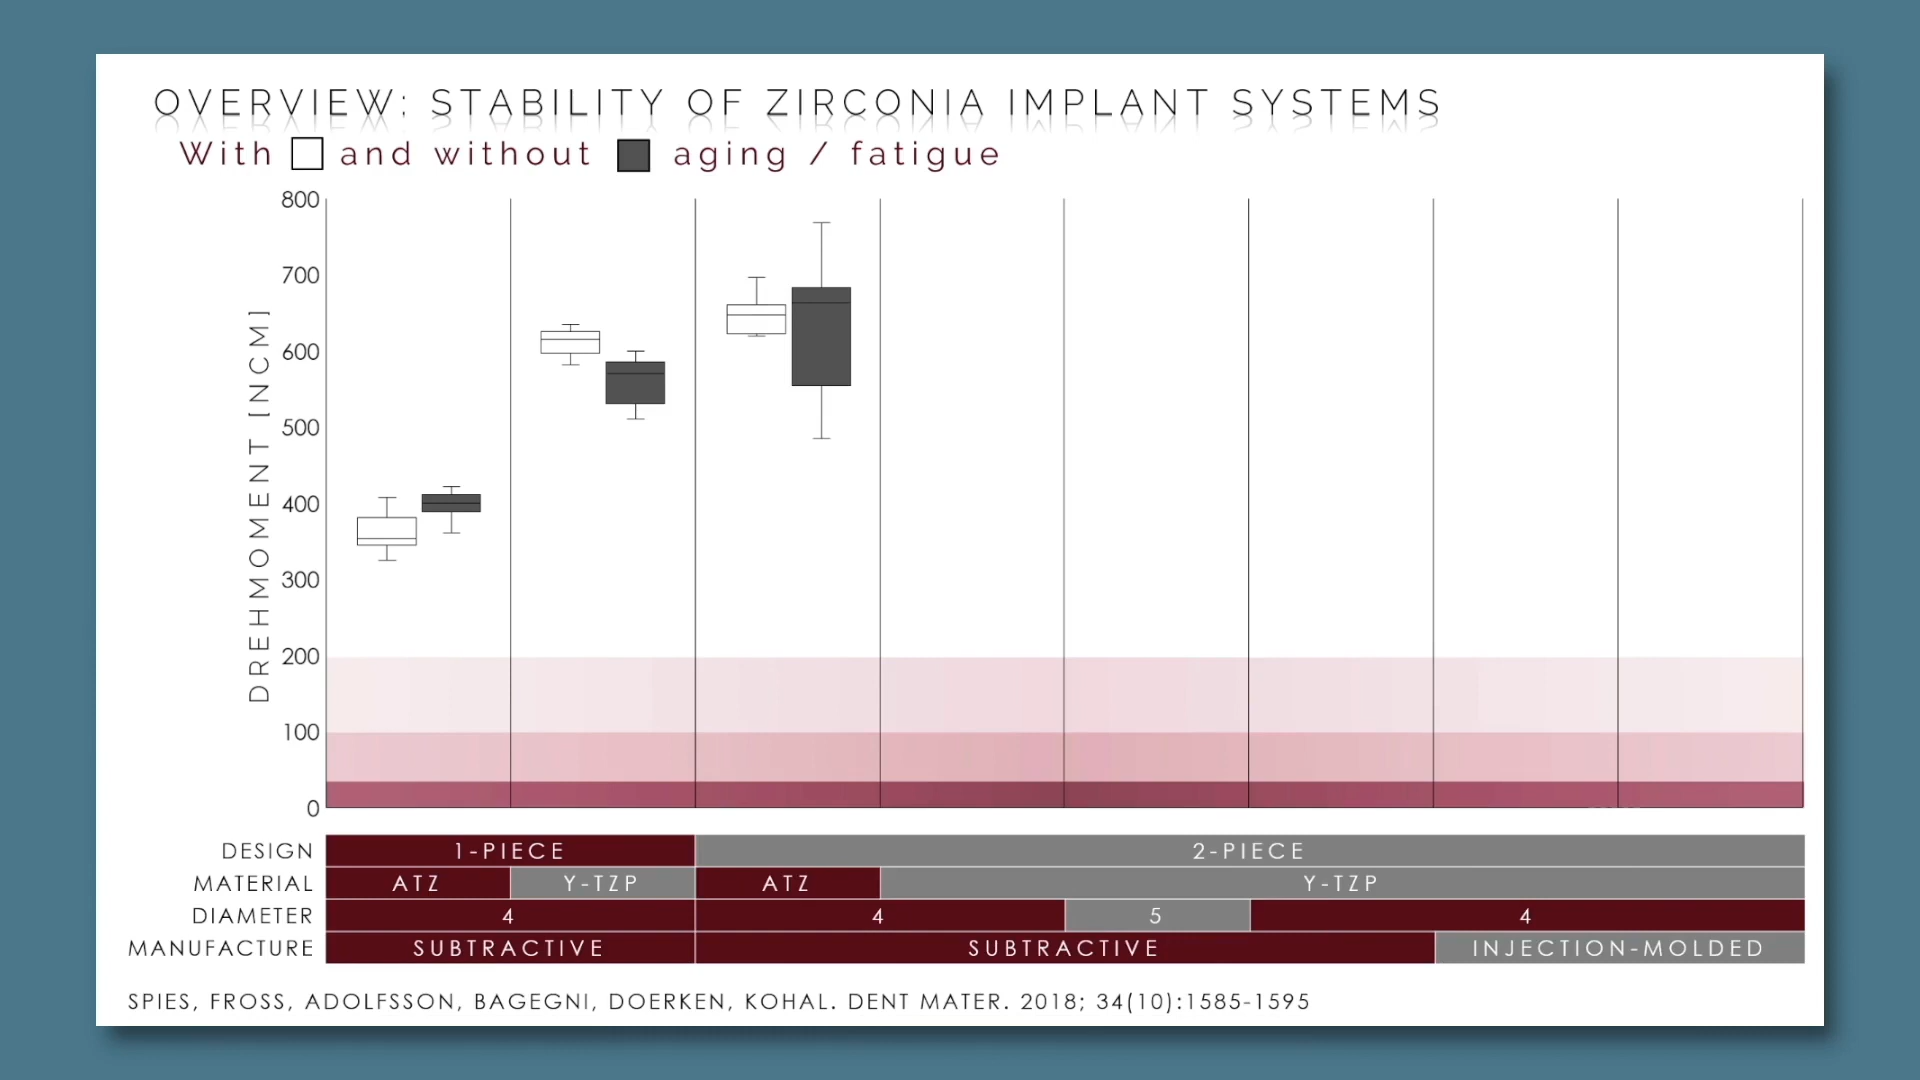 OVERVIEW: STABILITY OF ZIRCONIA IMPLANT SYSTEMS
With and without aging / fatigue
800
700
600
500
400
300
200
100
0
DREHMOMENT [NCM]
DESIGN 1-PIECE 2-PIECE
MATERIAL ATZ Y-TZP ATZ Y-TZP
DIAMETER 4 4 5 4
MANUFACTURE SUBTRACTIVE SUBTRACTIVE INJECTION-MOLDED
SPIES, FROSS, ADOLFSSON, BAGEGNI, DOERKEN, KOHAL. DENT MATER. 2018; 34(10):1585-1595